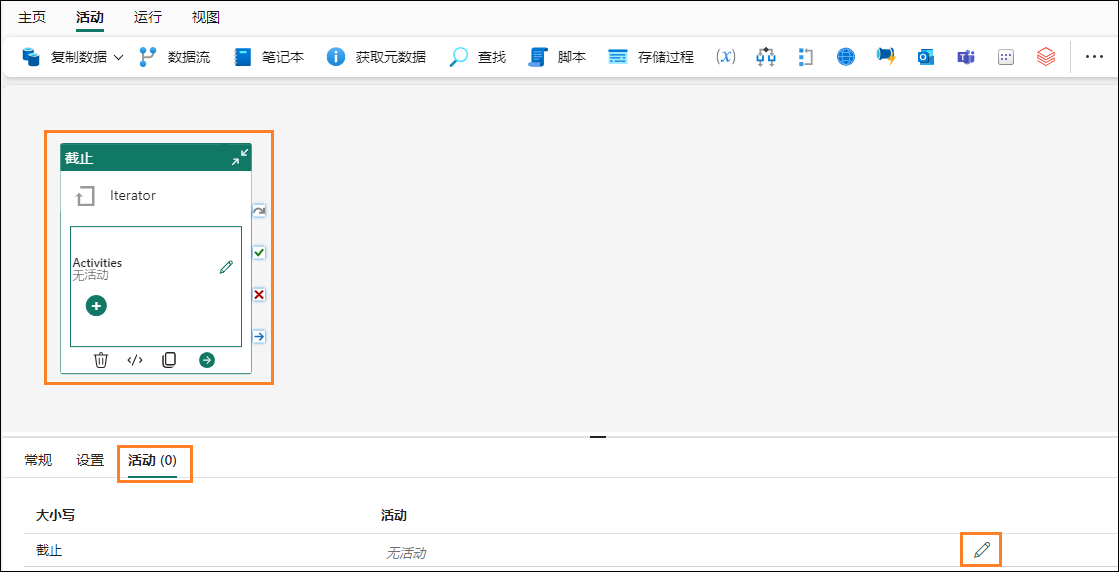 主页 活动 运行 视图
复制数据 数据流 笔记本 获取元数据 查找 脚本 存储过程 (x)
截止
Iterator
Activities
无活动
</>
常规 设置 活动 (0)
大小写 活动
截止 无活动